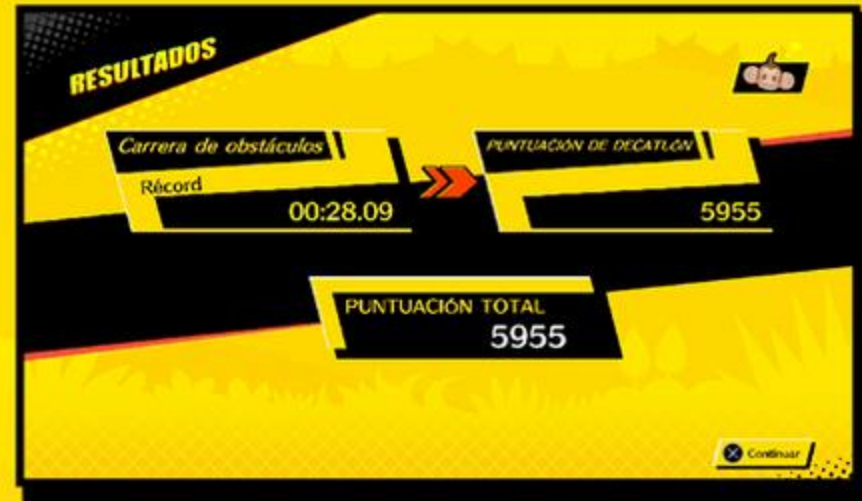 RESULTADOS
Carrera de obstáculos
Récord
00:28.09
PUNTUACIÓN DE DECATLÓN
5955
PUNTUACIÓN TOTAL
5955
Continuar